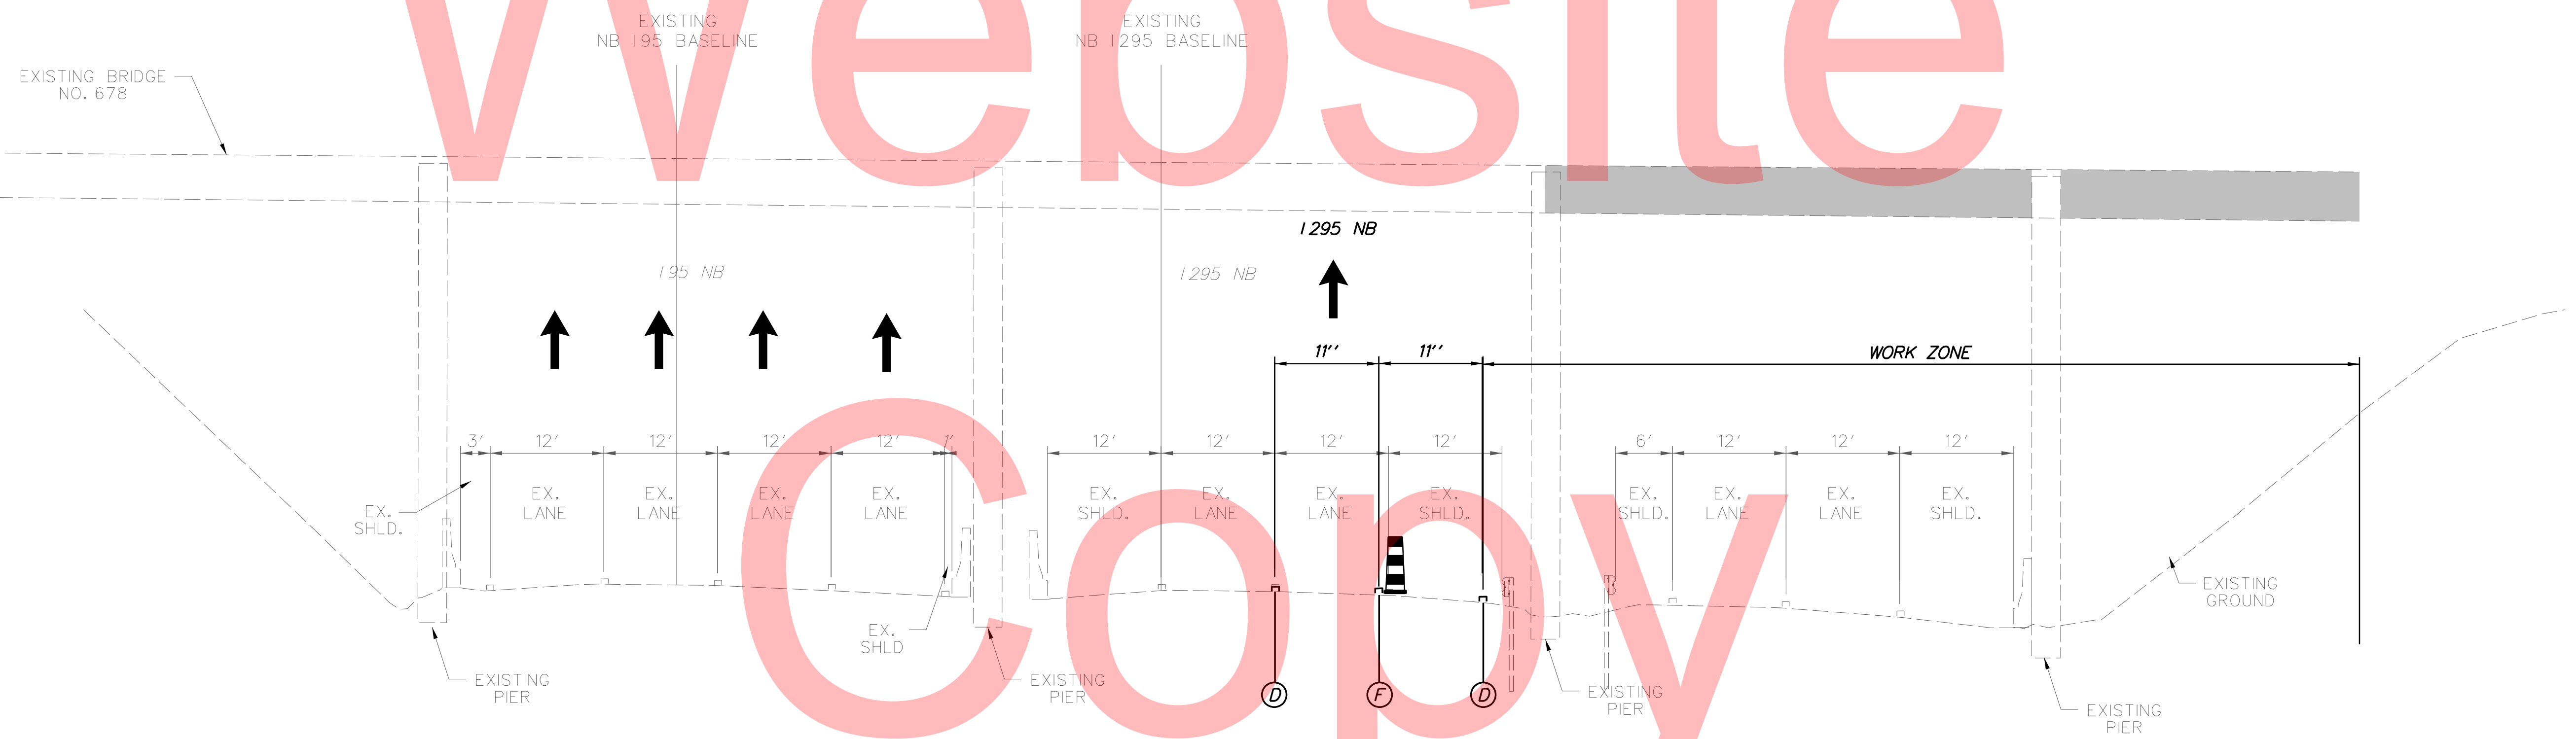 Website
Copy
EXISTING
NB I 95 BASELINE
EXISTING
NB I 295 BASELINE
EXISTING BRIDGE
NO. 678
I 295 NB
I 95 NB
I 295 NB
11''
11''
WORK ZONE
3'
12'
12'
12'
12'
1'
12'
12'
12'
12'
6'
12'
12'
12'
EX.
SHLD.
EX.
LANE
EX.
LANE
EX.
LANE
EX.
LANE
EX.
SHLD.
EX.
LANE
EX.
LANE
EX.
SHLD.
EX.
SHLD.
EX.
LANE
EX.
LANE
EX.
SHLD.
EX.
SHLD
EXISTING
GROUND
EXISTING
PIER
EXISTING
PIER
D
F
D
EXISTING
PIER
EXISTING
PIER